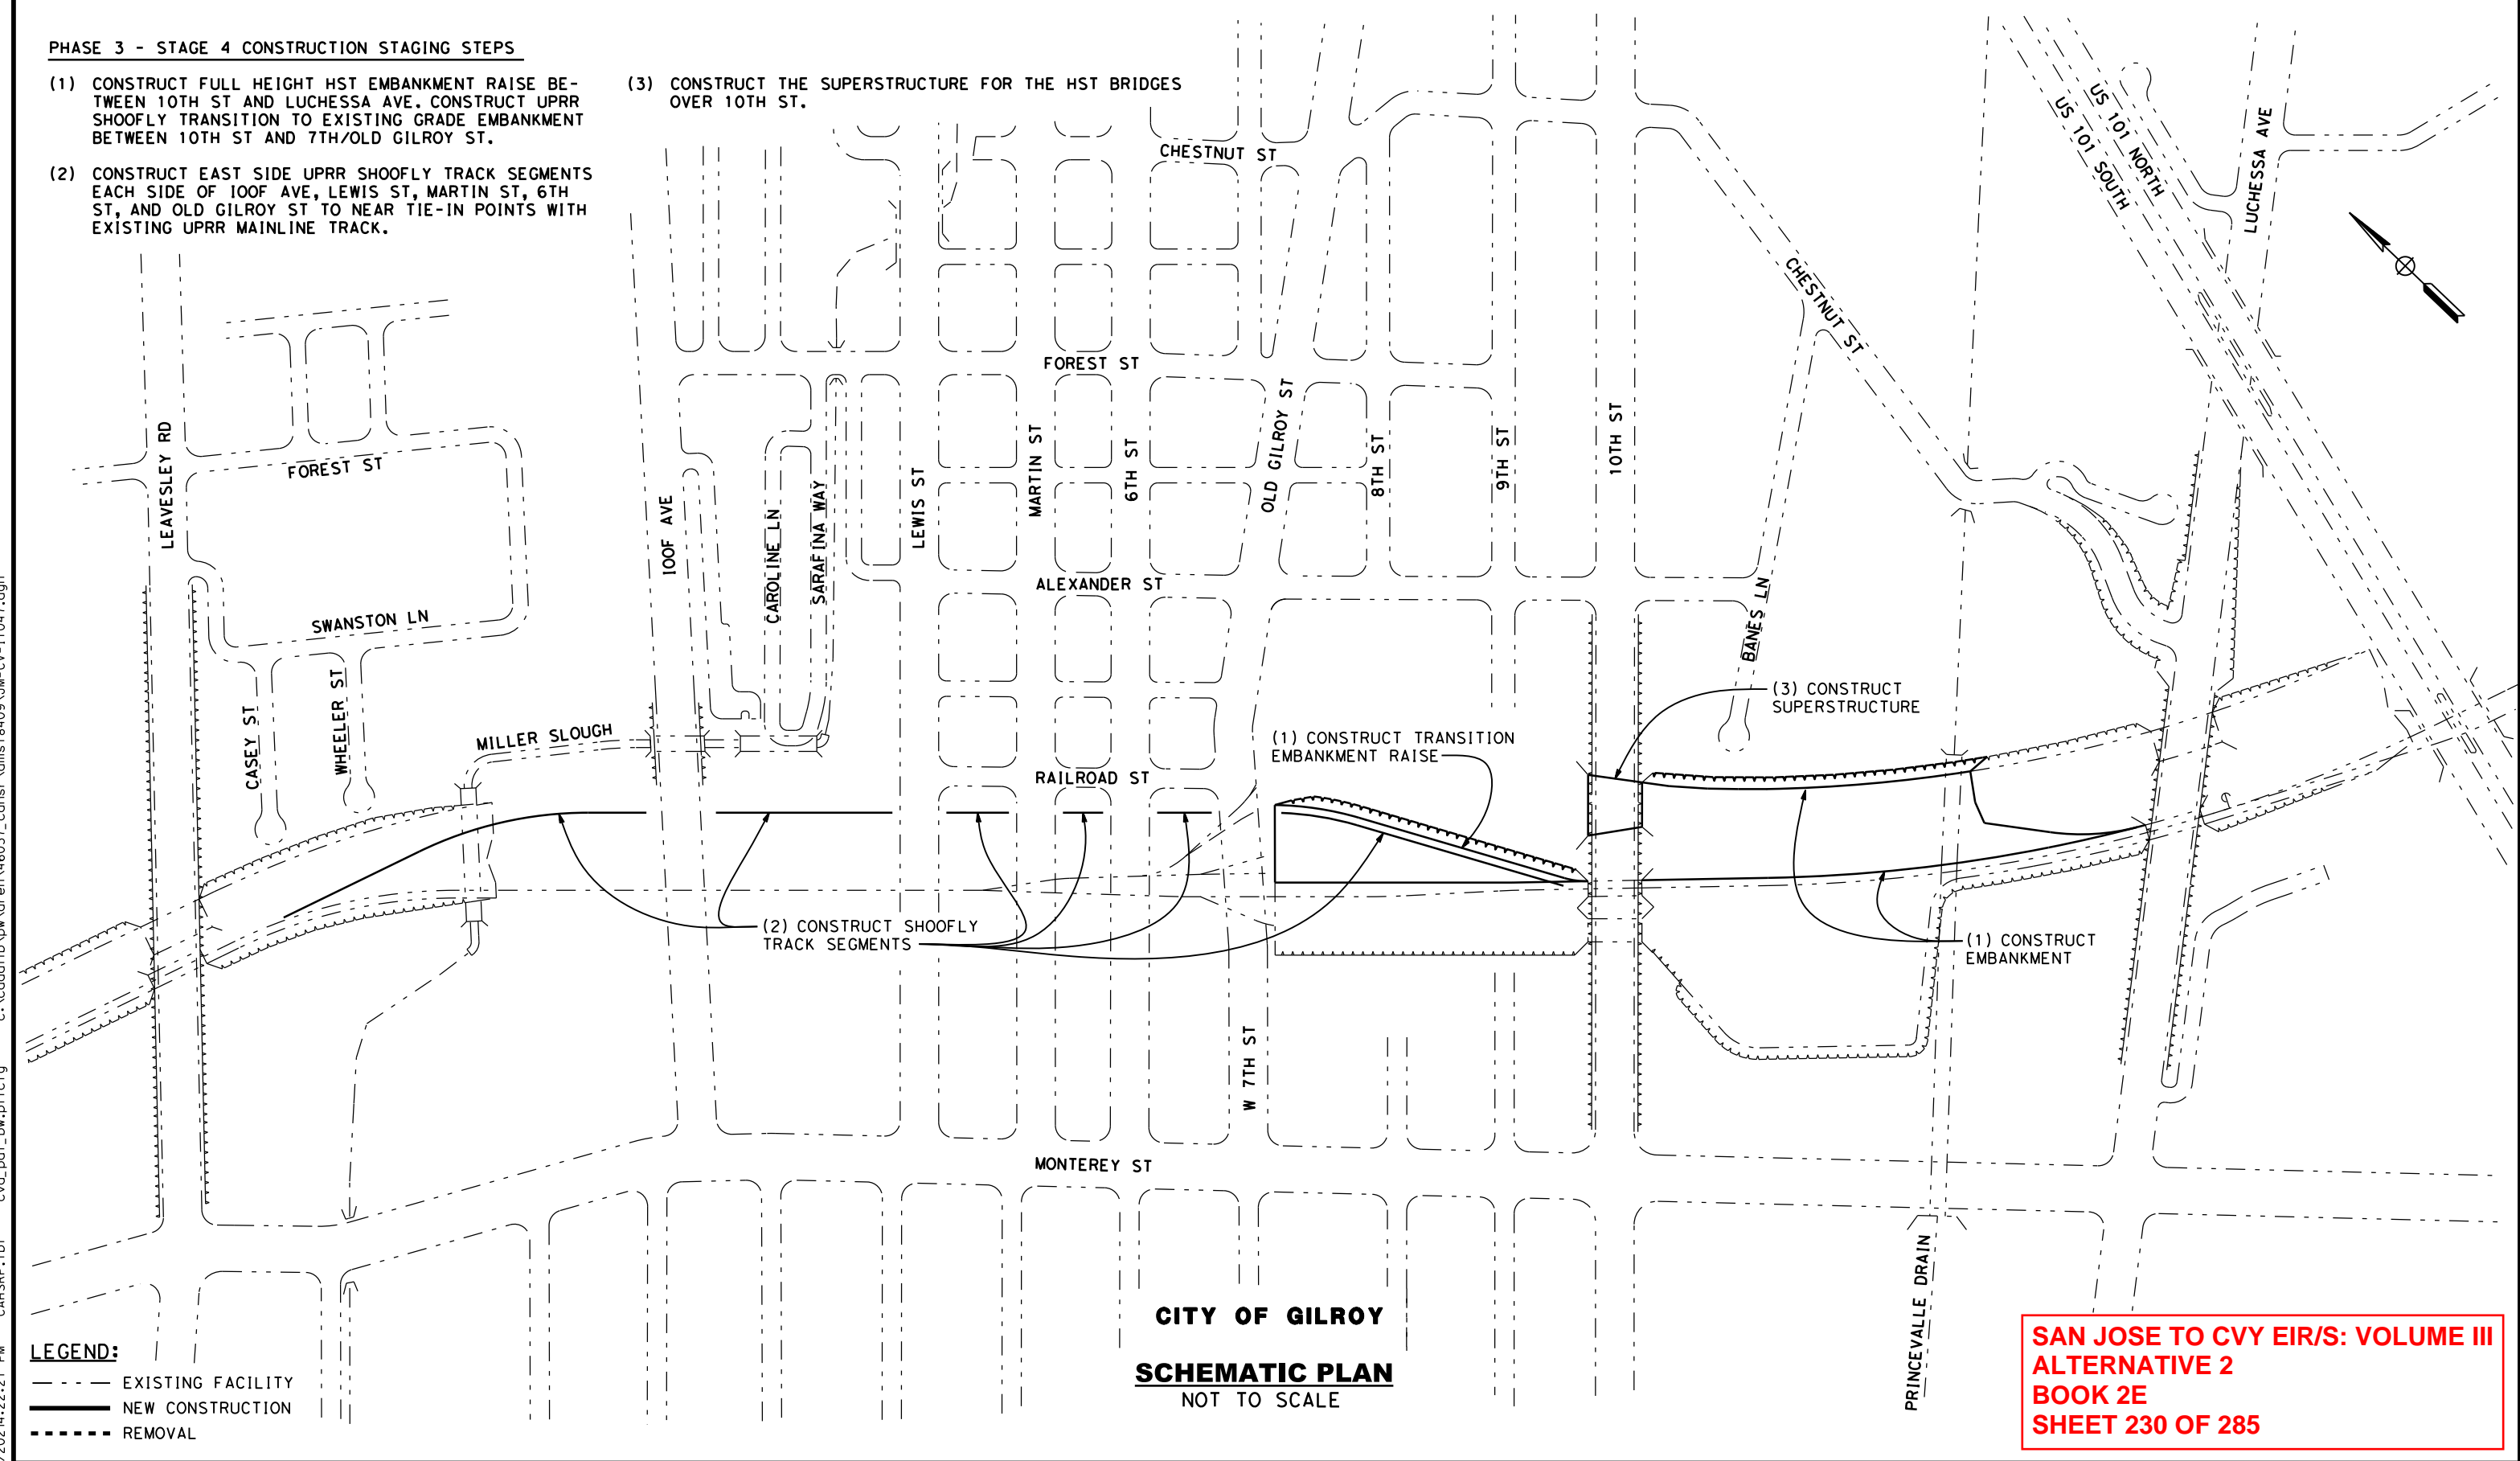 PHASE 3 - STAGE 4 CONSTRUCTION STAGING STEPS
(1) CONSTRUCT FULL HEIGHT HST EMBANKMENT RAISE BE-
TWEEN 10TH ST AND LUCHESSA AVE. CONSTRUCT UPRR
SHOOFLY TRANSITION TO EXISTING GRADE EMBANKMENT
BETWEEN 10TH ST AND 7TH/OLD GILROY ST.
(2) CONSTRUCT EAST SIDE UPRR SHOOFLY TRACK SEGMENTS
EACH SIDE OF IOOF AVE, LEWIS ST, MARTIN ST, 6TH
ST, AND OLD GILROY ST TO NEAR TIE-IN POINTS WITH
EXISTING UPRR MAINLINE TRACK.
(3) CONSTRUCT THE SUPERSTRUCTURE FOR THE HST BRIDGES
OVER 10TH ST.
CHESTNUT ST
US 101 NORTH
US 101 SOUTH
LUCHESSA AVE
CHESTNUT ST
FOREST ST
LEAVESLEY RD
FOREST ST
IOOF AVE
CAROLINE LN
SARAFINA WAY
LEWIS ST
MARTIN ST
6TH ST
OLD GILROY ST
8TH ST
9TH ST
10TH ST
ALEXANDER ST
BANES LN
SWANSTON LN
CASEY ST
WHEELER ST
MILLER SLOUGH
RAILROAD ST
(3) CONSTRUCT
SUPERSTRUCTURE
(1) CONSTRUCT TRANSITION
EMBANKMENT RAISE
(2) CONSTRUCT SHOOFLY
TRACK SEGMENTS
(1) CONSTRUCT
EMBANKMENT
W 7TH ST
MONTEREY ST
PRINCEVALLE DRAIN
CITY OF GILROY
SCHEMATIC PLAN
NOT TO SCALE
LEGEND:
EXISTING FACILITY
NEW CONSTRUCTION
REMOVAL
SAN JOSE TO CVY EIR/S: VOLUME III
ALTERNATIVE 2
BOOK 2E
SHEET 230 OF 285